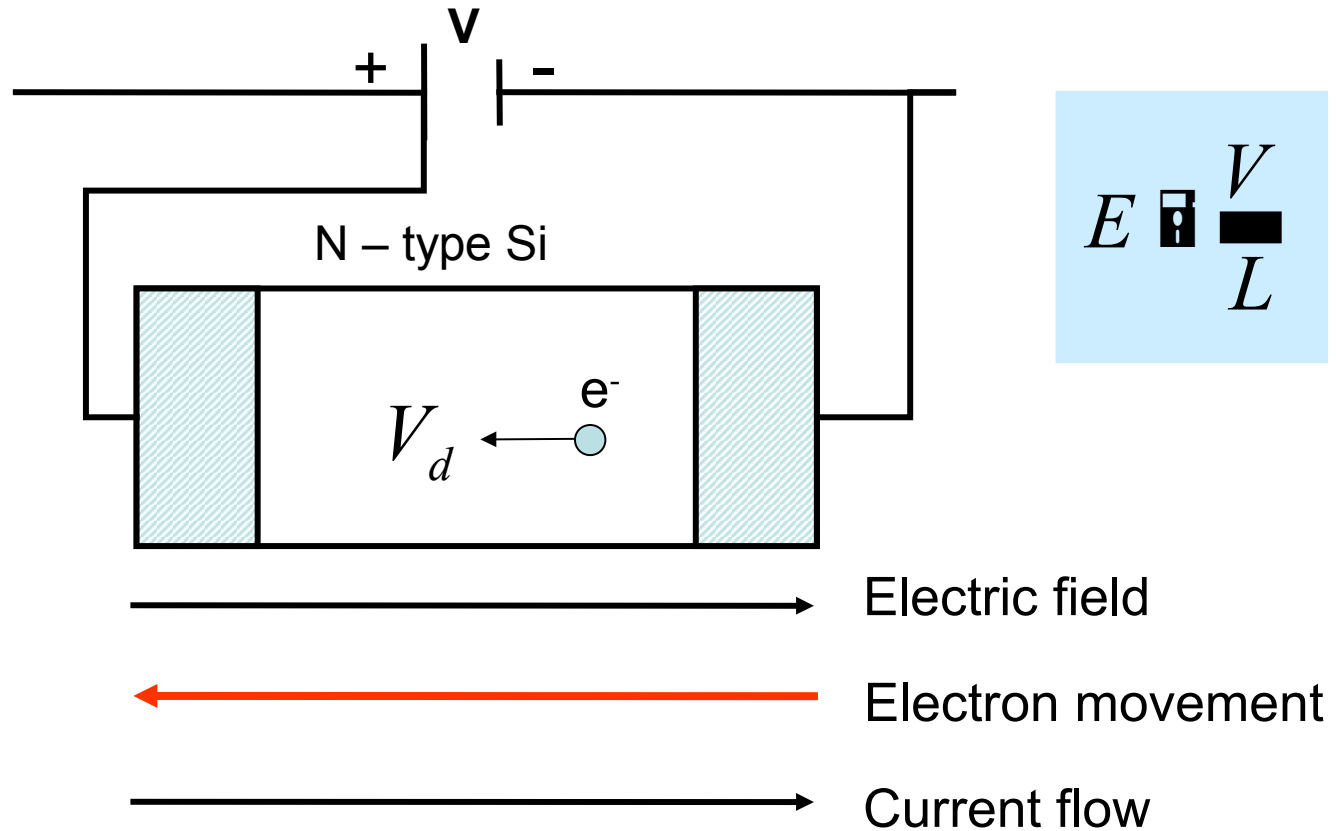 V
+ -
N – type Si
E V
L
e-
Vd
Electric field
Electron movement
Current flow